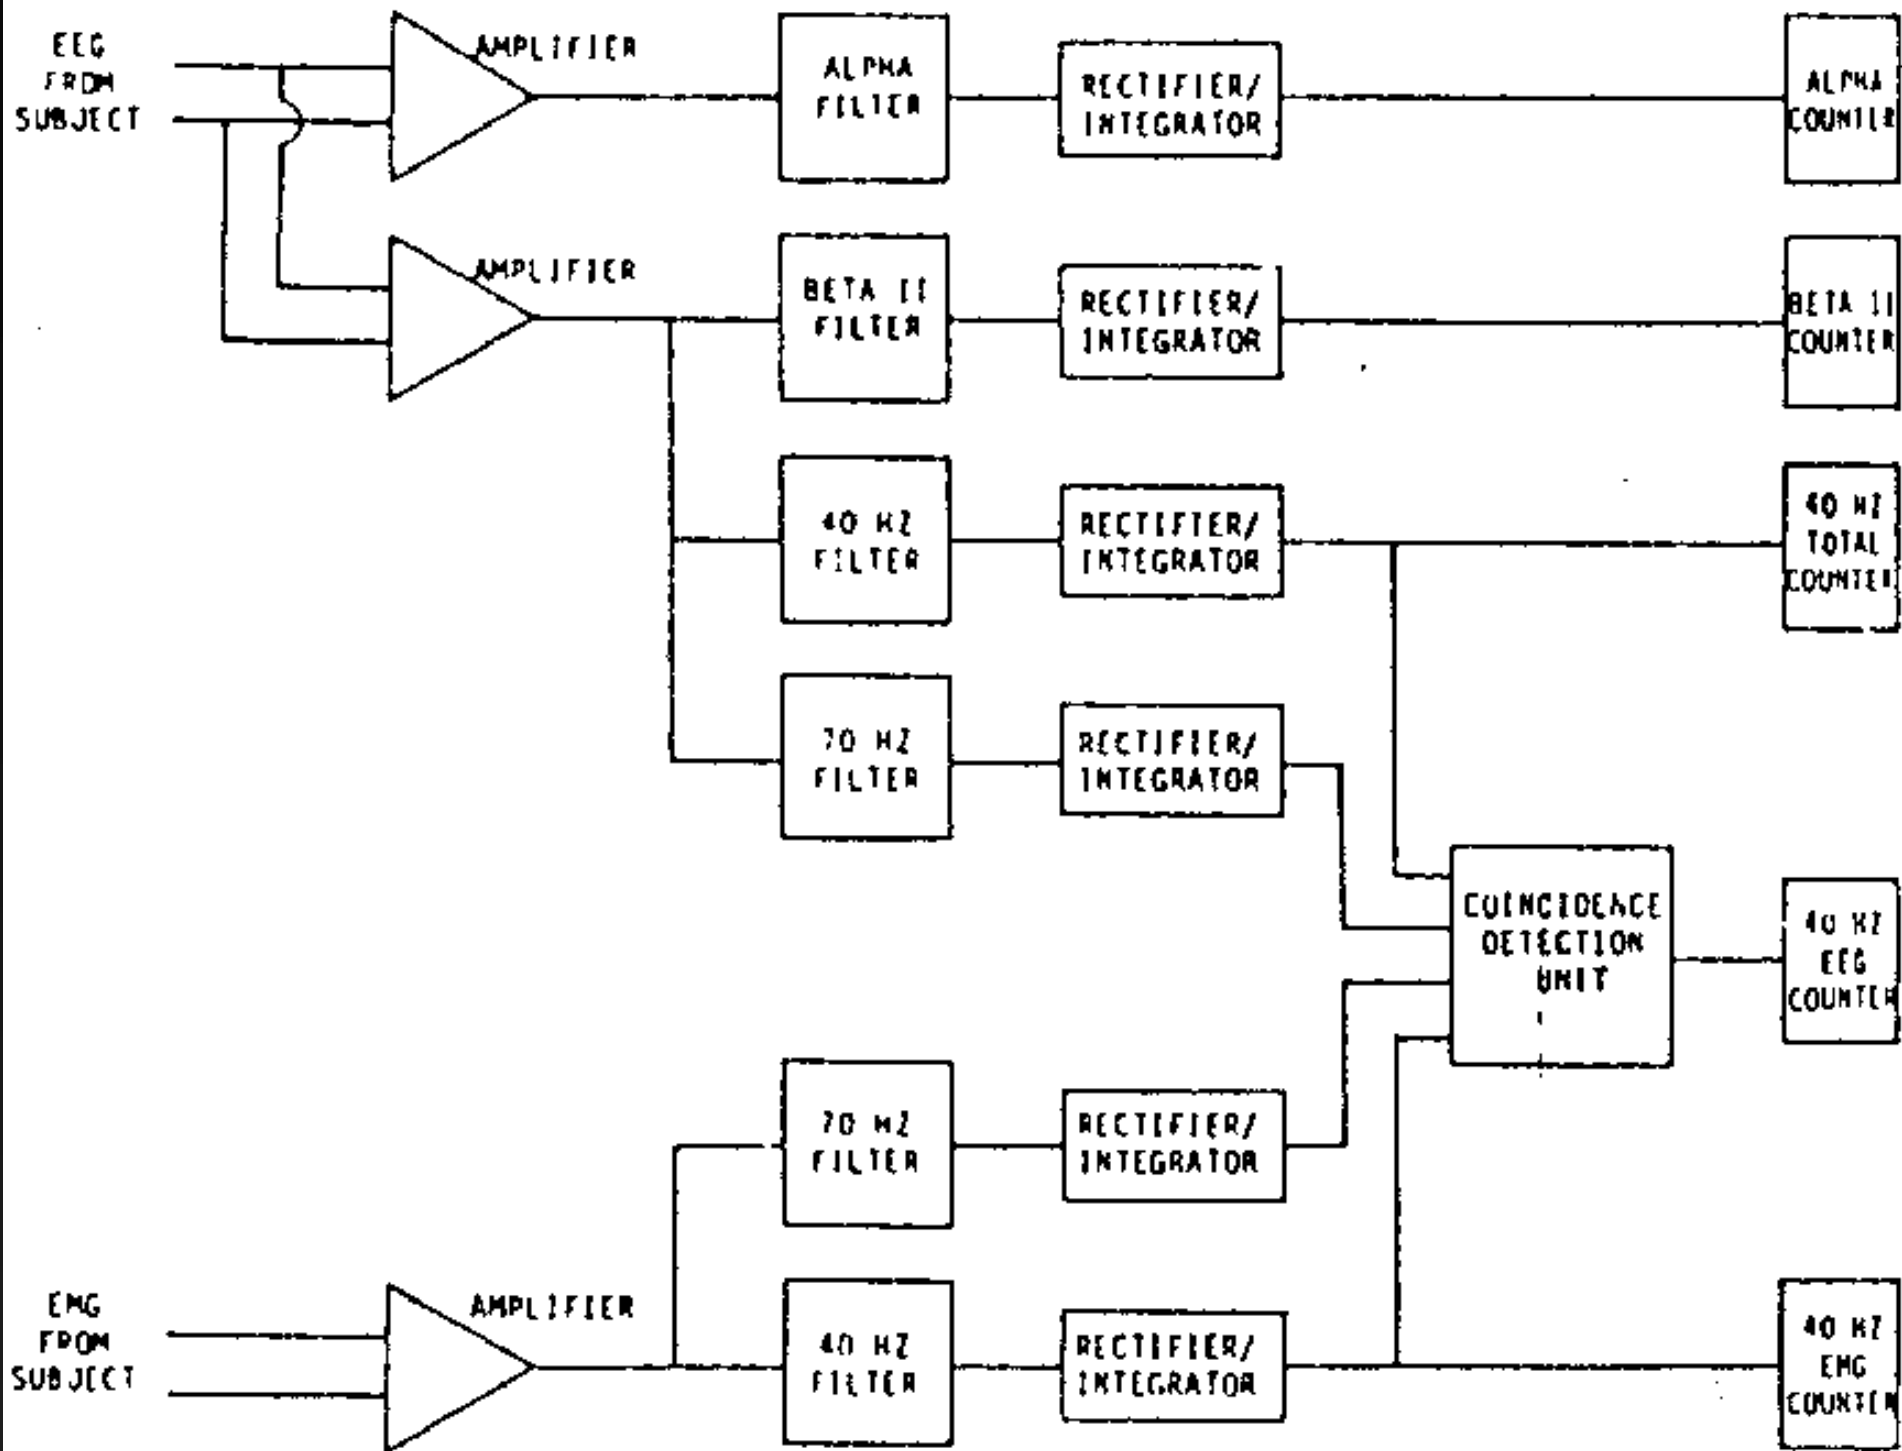 EEG
FROM
SUBJECT
AMPLIFIER
ALPHA
FILTER
RECTIFIER/
INTEGRATOR
ALPHA
COUNTER
AMPLIFIER
BETA II
FILTER
RECTIFIER/
INTEGRATOR
BETA II
COUNTER
40 HZ
FILTER
RECTIFIER/
INTEGRATOR
40 HZ
TOTAL
COUNTER
70 HZ
FILTER
RECTIFIER/
INTEGRATOR
COINCIDENCE
DETECTION
UNIT
40 HZ
EEG
COUNTER
70 HZ
FILTER
RECTIFIER/
INTEGRATOR
EMG
FROM
SUBJECT
AMPLIFIER
40 HZ
FILTER
RECTIFIER/
INTEGRATOR
40 HZ
EMG
COUNTER